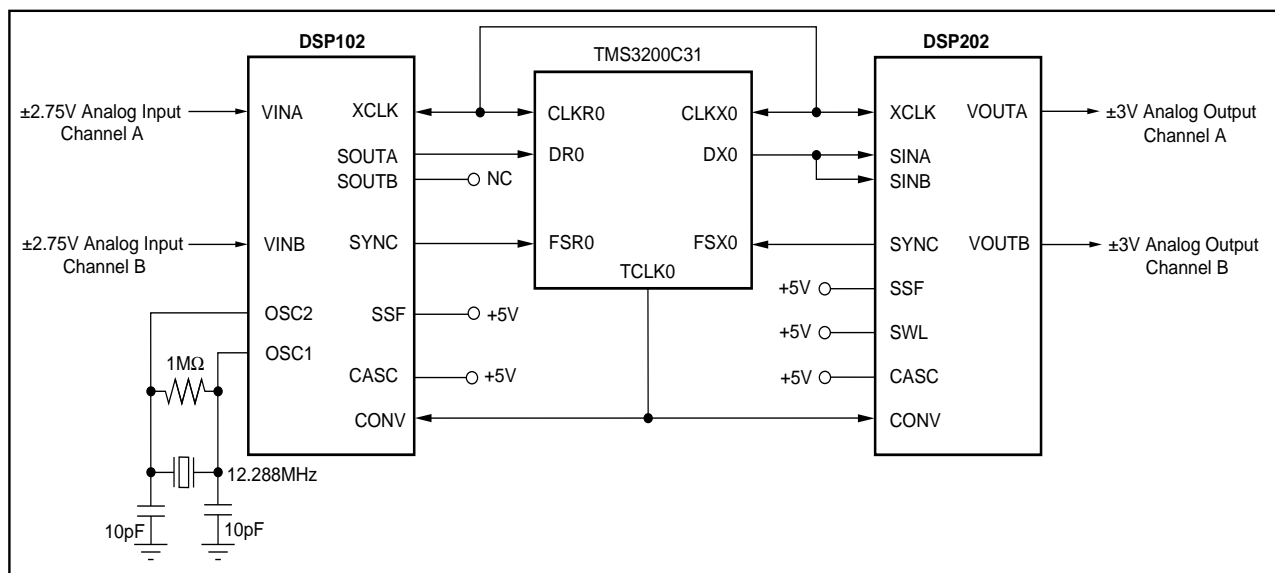 DSP102
TMS3200C31
DSP202
±2.75V Analog Input
Channel A
VINA
XCLK
CLKR0
CLKX0
XCLK
VOUTA
±3V Analog Output
Channel A
SOUTA
DR0
DX0
SINA
SOUTB
NC
SINB
±2.75V Analog Input
Channel B
VINB
SYNC
FSR0
FSX0
SYNC
VOUTB
±3V Analog Output
Channel B
TCLK0
OSC2
SSF
+5V
+5V
SSF
OSC1
+5V
SWL
1MΩ
CASC
+5V
+5V
CASC
CONV
CONV
12.288MHz
10pF
10pF